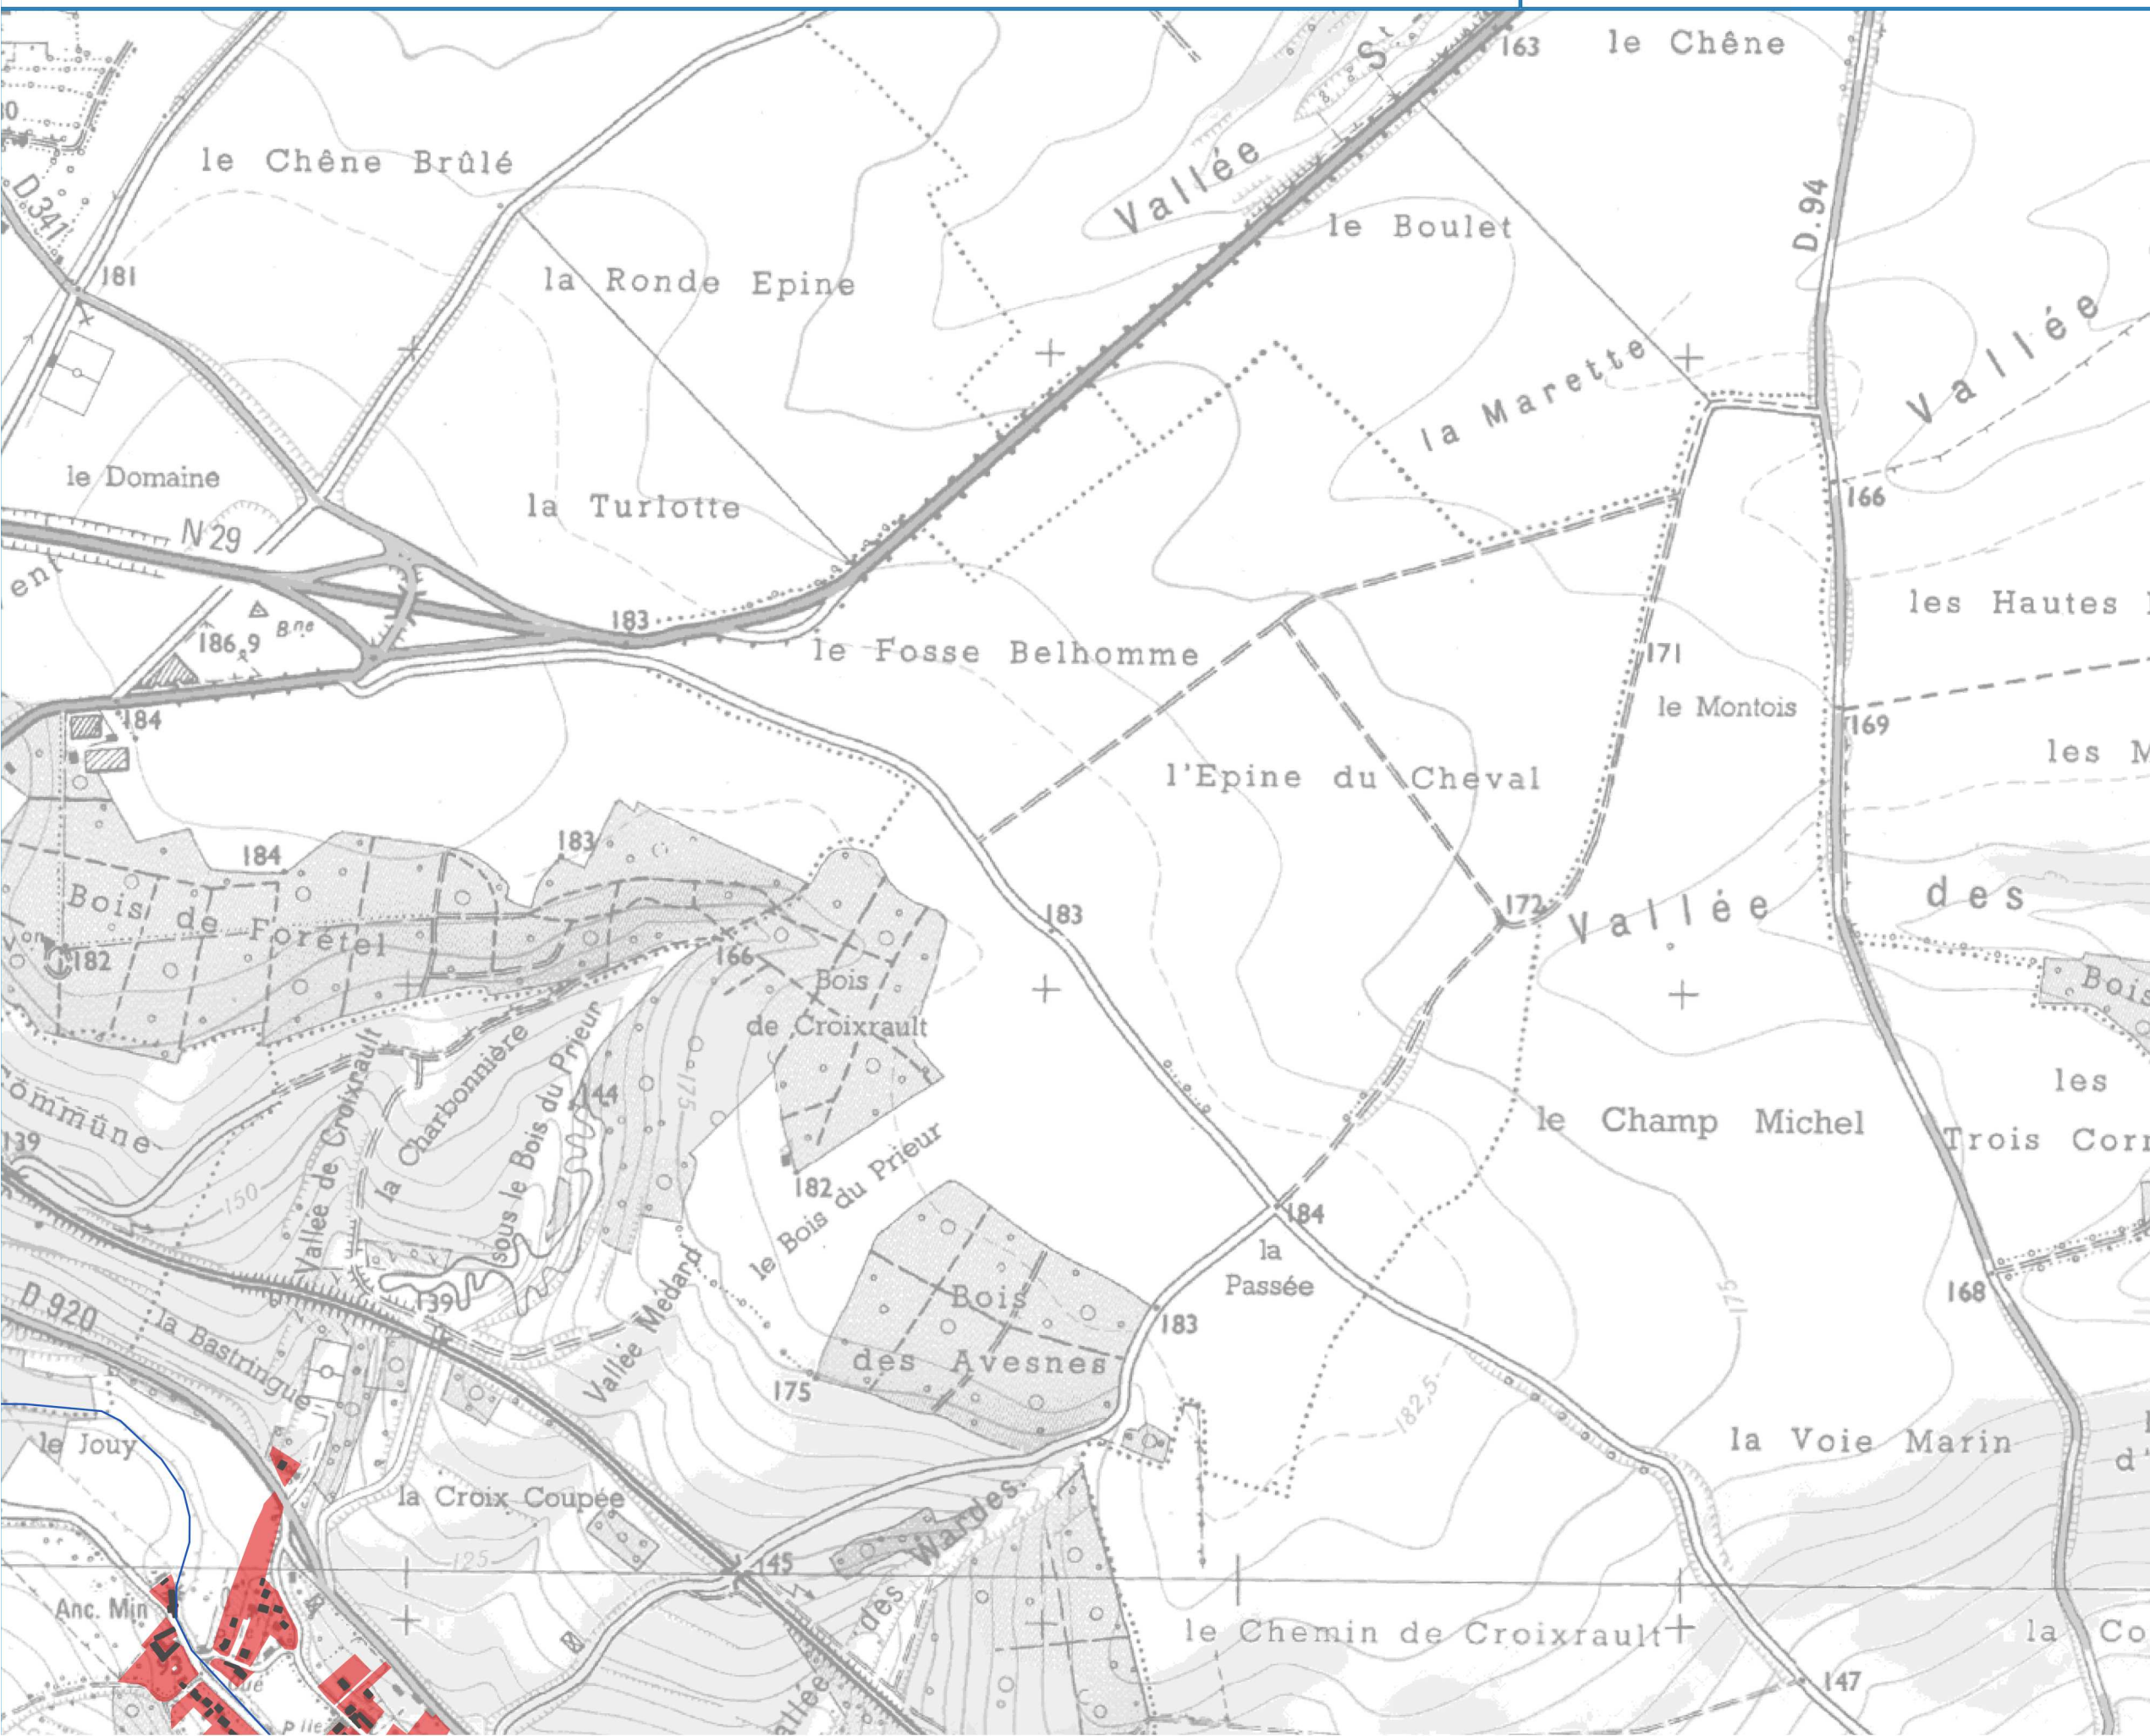 163
le Chêne
St
Vallée
le Chêne Brûlé
D.341
D.94
le Boulet
181
la Ronde Epine
Vallée
la Marette
le Domaine
166
la Turlotte
N 29
183
les Hautes
Bne
186,9
le Fosse Belhomme
171
le Montois
184
169
l'Epine du Cheval
les
183
184
Bois
de Forêtel
183
172
Vallée
des
182
166
Bois
Bois
de Croixrault
les
Trois
144
175
139
Vallée de Croixrault
la Charbonnière
sous le Bois du Prieur
le Champ Michel
150
182
le Bois du Prieur
184
la
Passée
168
175
D 920
139
la Bastringue
Vallée Médard
Bois
des Avesnes
183
175
182,5
le Jouy
la Voie Marin
d'
la Croix Coupée
des Wardes
125
145
Anc. Min
le Chemin de Croixrault
la
147